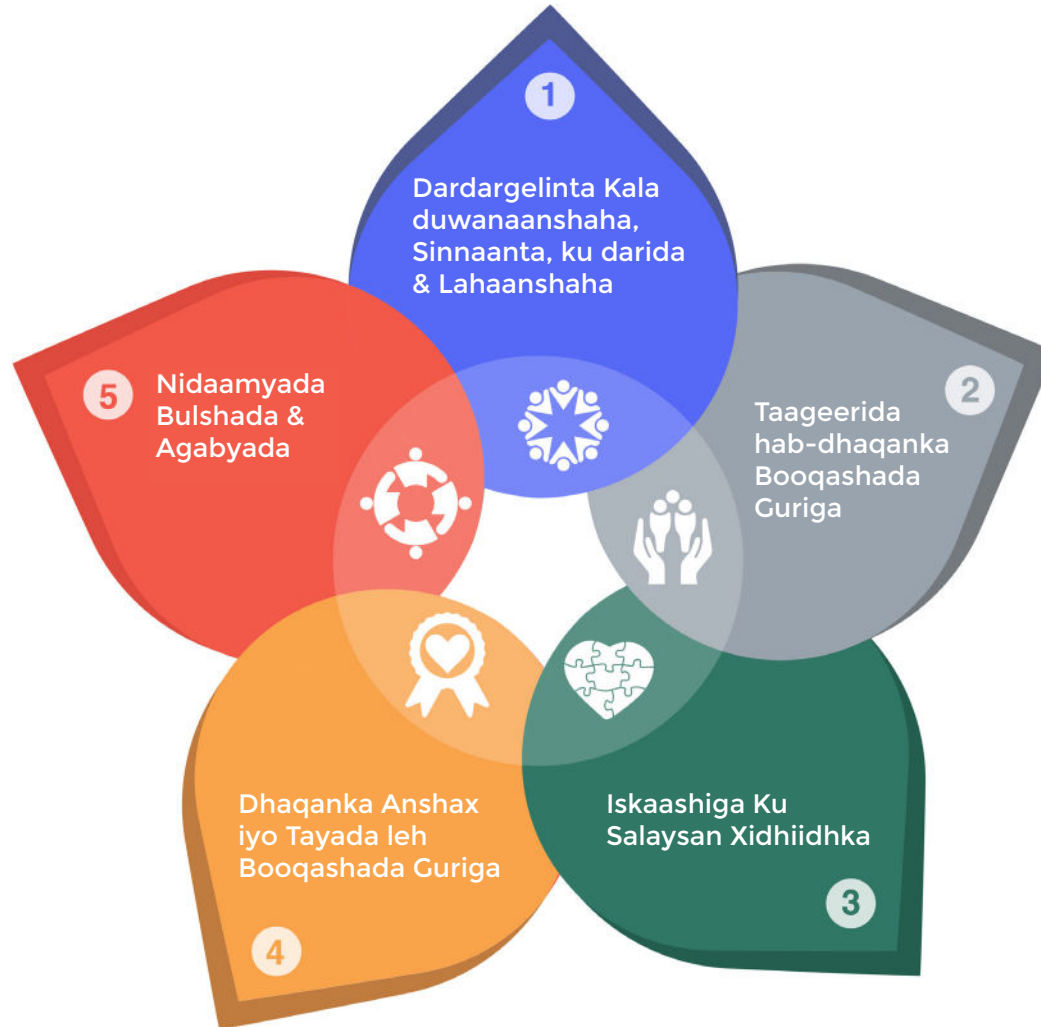 1
Dardargelinta Kala
duwanaanshaha,
Sinnaanta, ku darida
& Lahaanshaha
2
Taageerida
hab-dhaqanka
Booqashada
Guriga
3
Iskaashiga Ku
Salaysan Xidhiidhka
4
Dhaqanka Anshax
iyo Tayada leh
Booqashada Guriga
5
Nidaamyada
Bulshada &
Agabyada